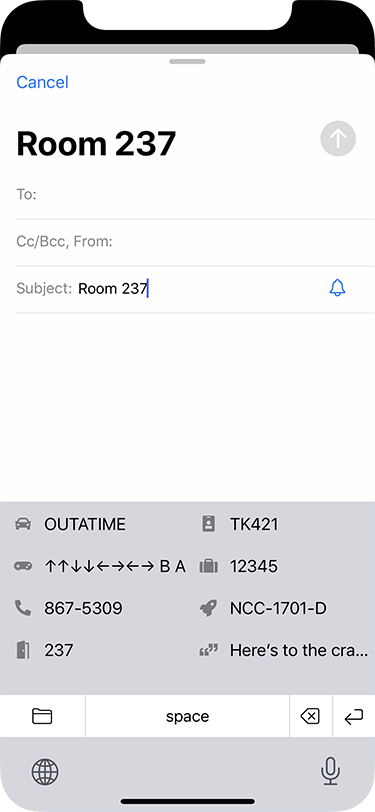 Cancel
Room 237
To:
Cc/Bcc, From:
Subject: Room 237
OUTATIME
TK421
↑↑↓↓←→←→ B A
12345
867-5309
NCC-1701-D
237
Here’s to the cra...
space